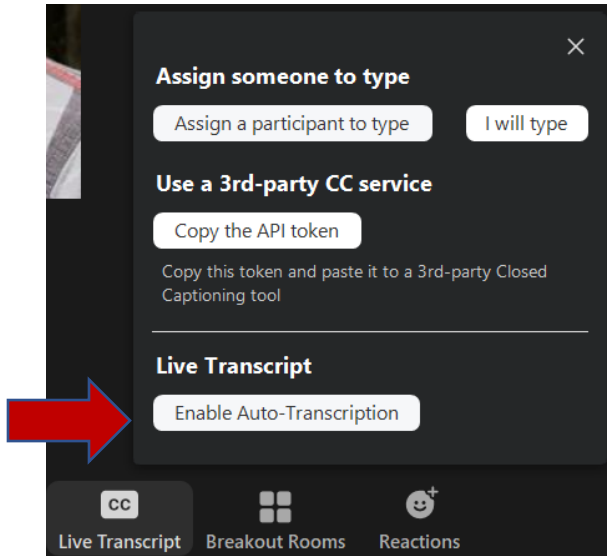 Assign someone to type
Assign a participant to type I will type
Use a 3rd-party CC service
Copy the API token
Copy this token and paste it to a 3rd-party Closed
Captioning tool
Live Transcript
Enable Auto-Transcription
CC
Live Transcript Breakout Rooms Reactions